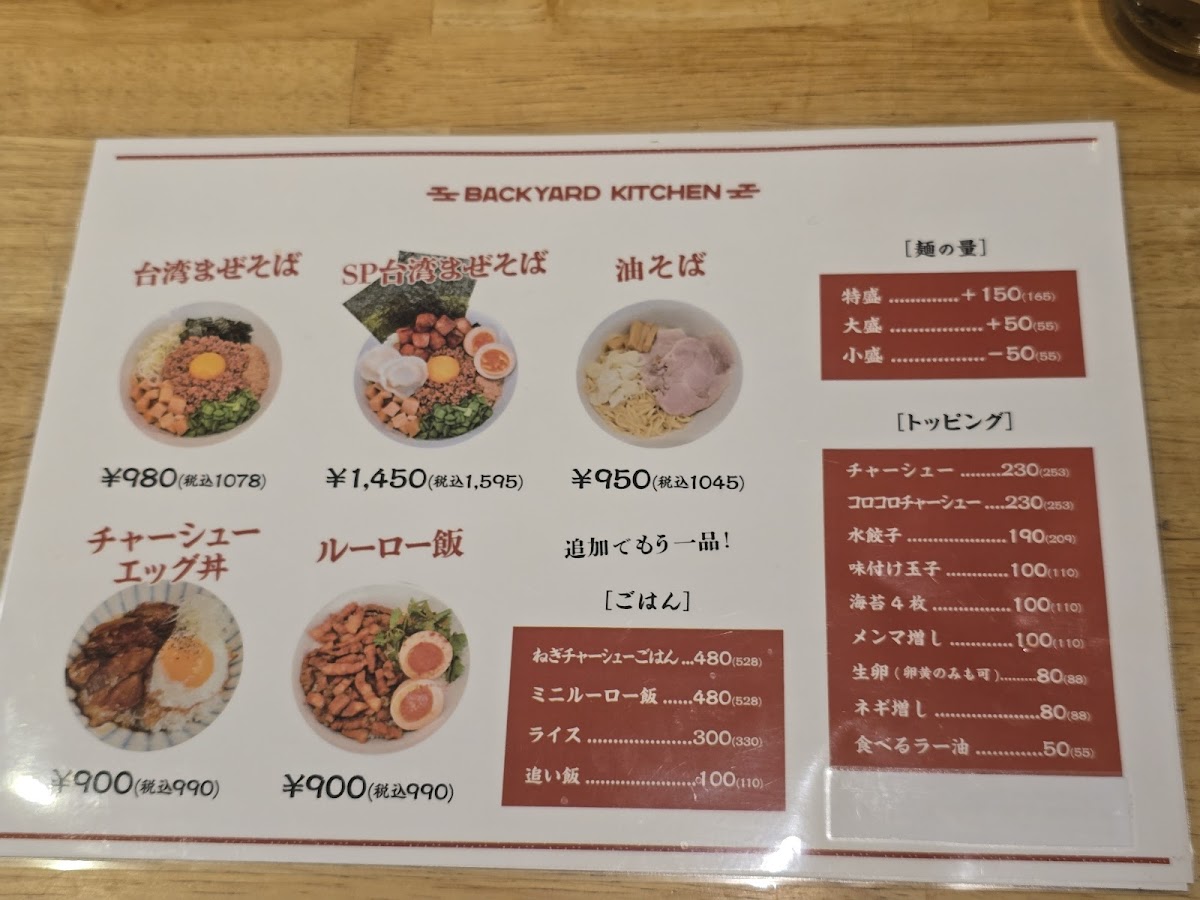 BACKYARD KITCHEN
台湾まぜそば
¥980(税込1078)
SP台湾まぜそば
¥1,450(税込1,595)
油そば
¥950(税込1045)
チャーシュー
エッグ丼
¥900(税込990)
ルーロー飯
¥900(税込990)
追加でもう一品!
[ごはん]
ねぎチャーシューごはん...480(528)
ミニルーロー飯......480(528)
ライス......................300(330)
追い飯.......................100(110)
[麺の量]
特盛..............+150(165)
大盛..................+50(55)
小盛..................-50(55)
[トッピング]
チャーシュー........230(253)
コロコロチャーシュー....230(253)
水餃子....................190(209)
味付け玉子.............100(110)
海苔4枚................100(110)
メンマ増し.............100(110)
生卵(卵黄のみも可).........80(88)
ネギ増し.....................80(88)
食べるラー油..............50(55)